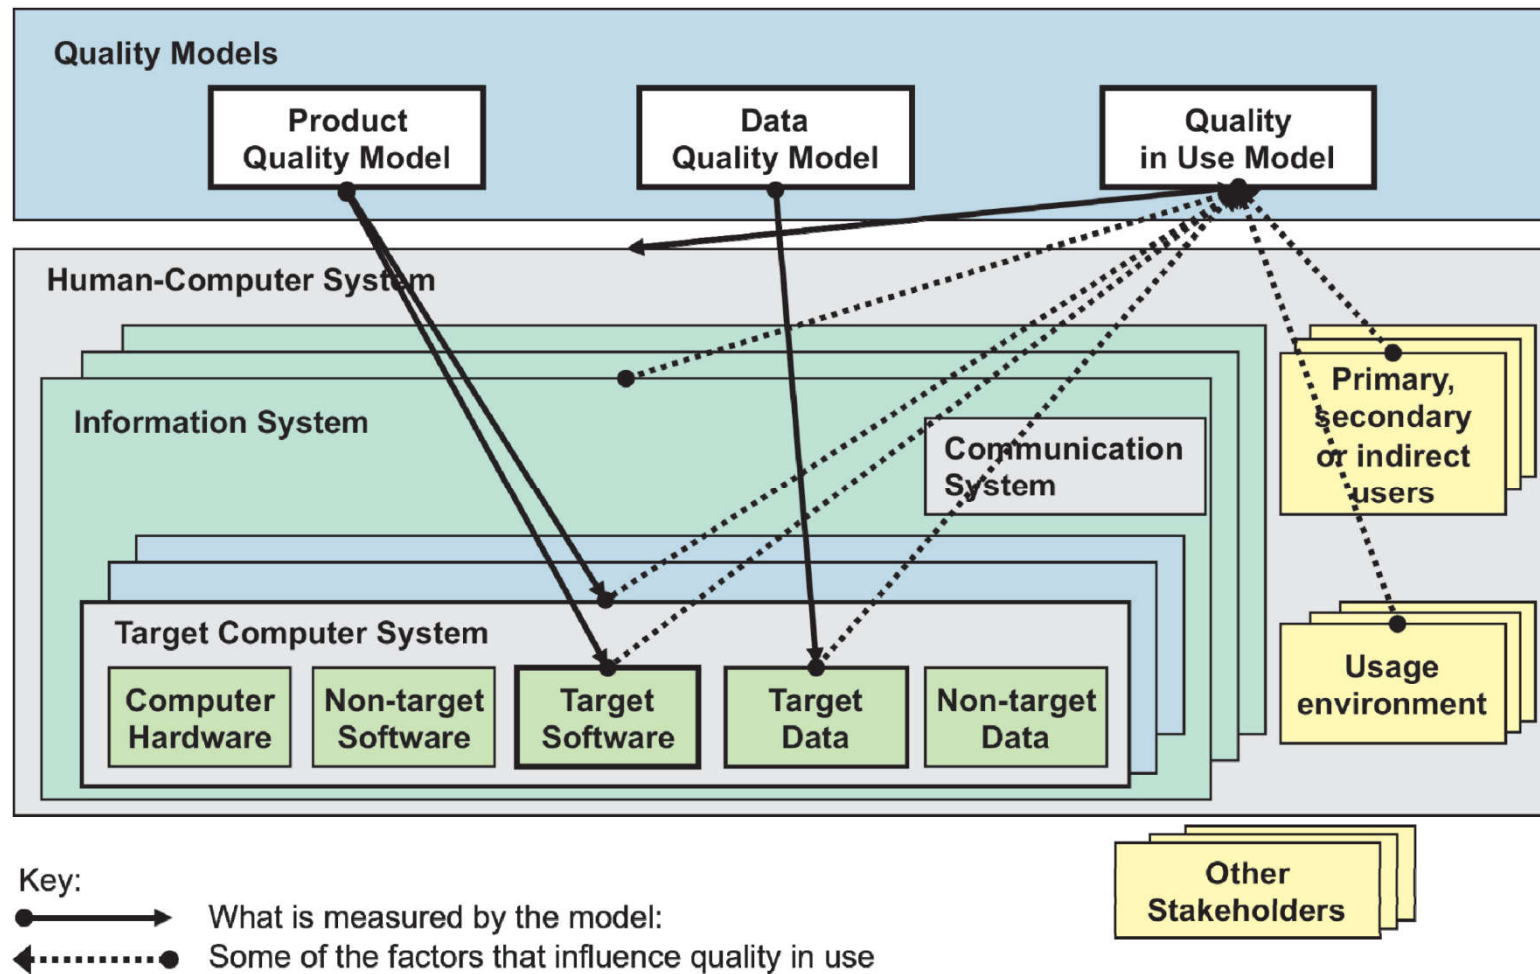 Quality Models
Product
Quality Model
Data
Quality Model
Quality
in Use Model
Human-Computer System
Information System
Communication
System
Primary,
secondary
or indirect
users
Target Computer System
Computer
Hardware
Non-target
Software
Target
Software
Target
Data
Non-target
Data
Usage
environment
Other
Stakeholders
Key:
What is measured by the model:
Some of the factors that influence quality in use